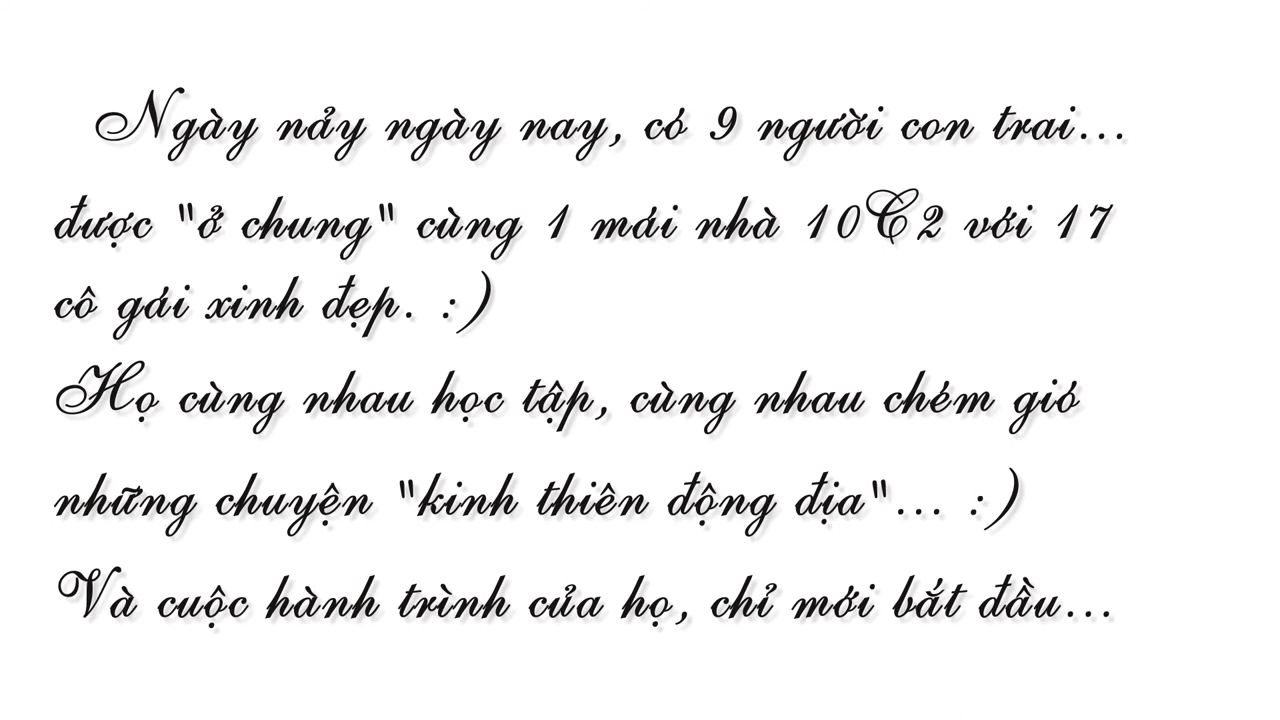 Ngày nảy ngày nay, có 9 người con trai...
được "ở chung" cùng 1 mái nhà 10C2 với 17
cô gái xinh đẹp. :)
Họ cùng nhau học tập, cùng nhau chém gió
những chuyện "kinh thiên động địa"... :)
Và cuộc hành trình của họ, chỉ mới bắt đầu...